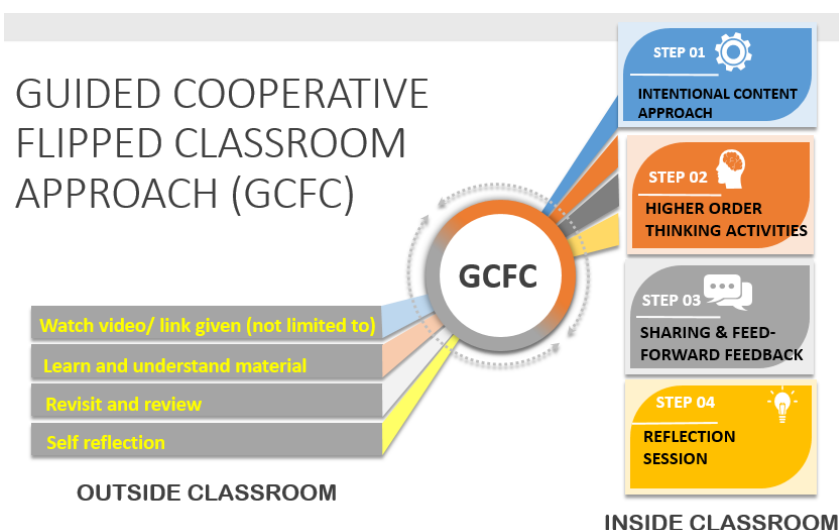 GUIDED COOPERATIVE
FLIPPED CLASSROOM
APPROACH (GCFC)
GCFC
Watch video/ link given (not limited to)
Learn and understand material
Revisit and review
Self reflection
OUTSIDE CLASSROOM
STEP 01
INTENTIONAL CONTENT
APPROACH
STEP 02
HIGHER ORDER
THINKING ACTIVITIES
STEP 03
SHARING & FEED-
FORWARD FEEDBACK
STEP 04
REFLECTION
SESSION
INSIDE CLASSROOM